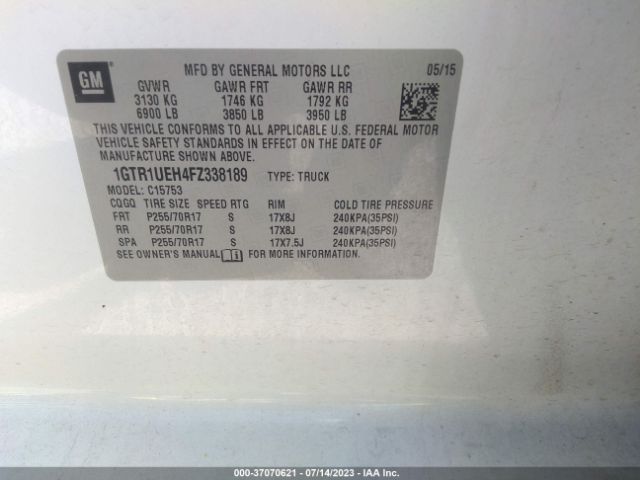 GM
MFD BY GENERAL MOTORS LLC 05/15
GVWR GAWR FRT GAWR RR
3130 KG 1746 KG 1792 KG
6900 LB 3850 LB 3950 LB
THIS VEHICLE CONFORMS TO ALL APPLICABLE U.S. FEDERAL MOTOR
VEHICLE SAFETY STANDARDS IN EFFECT ON THE DATE OF
MANUFACTURE SHOWN ABOVE.
1GTR1UEH4FZ338189 TYPE: TRUCK
MODEL: C15753
CQGQ TIRE SIZE SPEED RTG RIM COLD TIRE PRESSURE
FRT P255/70R17 S 17X8J 240KPA(35PSI)
RR P255/70R17 S 17X8J 240KPA(35PSI)
SPA P255/70R17 S 17X7.5J 240KPA(35PSI)
SEE OWNER'S MANUAL FOR MORE INFORMATION.
000-37070621 - 07/14/2023 - IAA Inc.